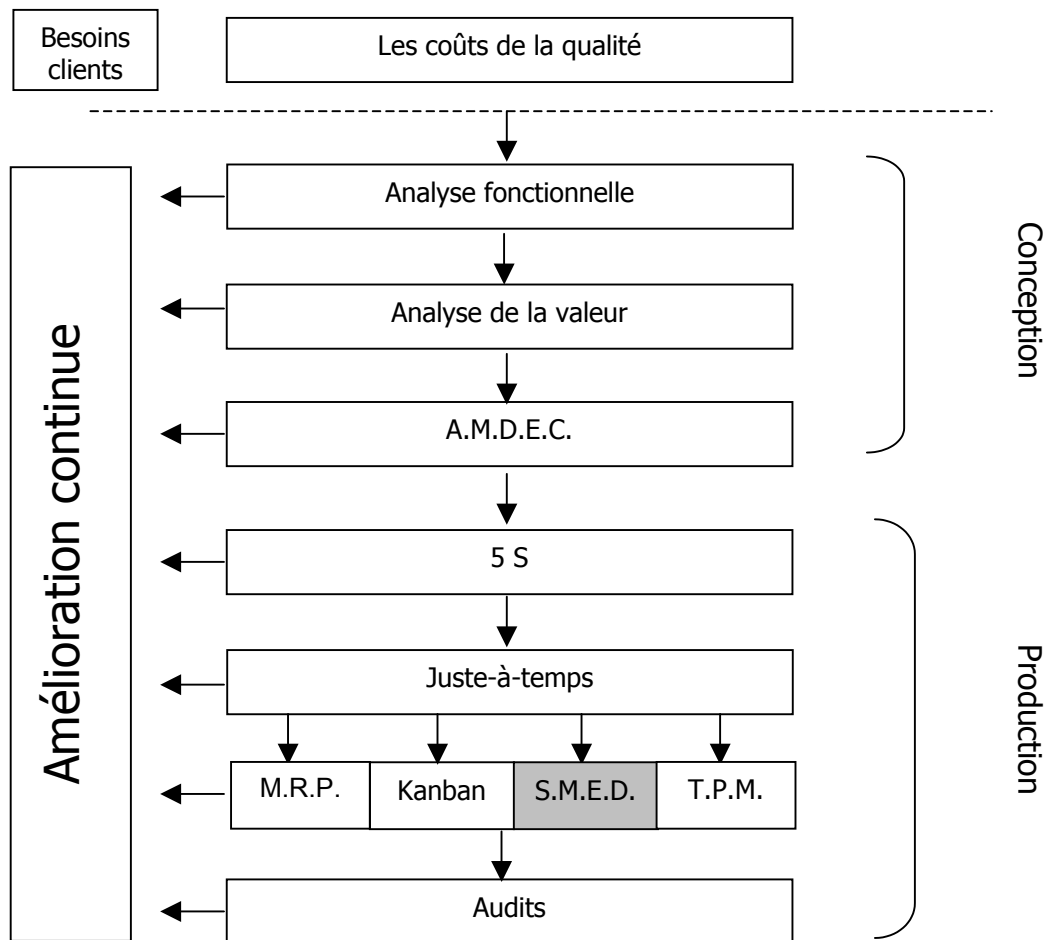 Besoins
clients
Les coûts de la qualité
Analyse fonctionnelle
Analyse de la valeur
A.M.D.E.C.
5 S
Juste-à-temps
M.R.P.
Kanban
S.M.E.D.
T.P.M.
Audits
Amélioration continue
Conception
Production